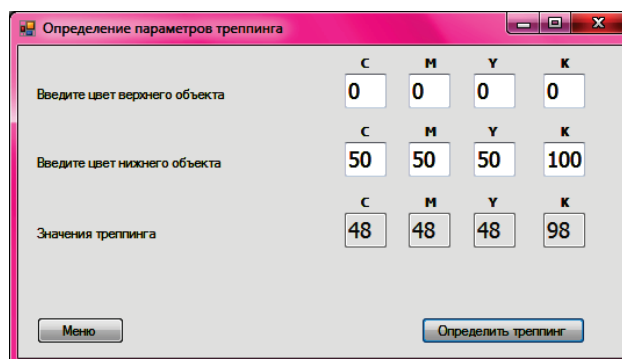 Определение параметров треппинга
C M Y K
Введите цвет верхнего объекта 0 0 0 0
C M Y K
Введите цвет нижнего объекта 50 50 50 100
C M Y K
Значения треппинга 48 48 48 98
Меню Определить треппинг